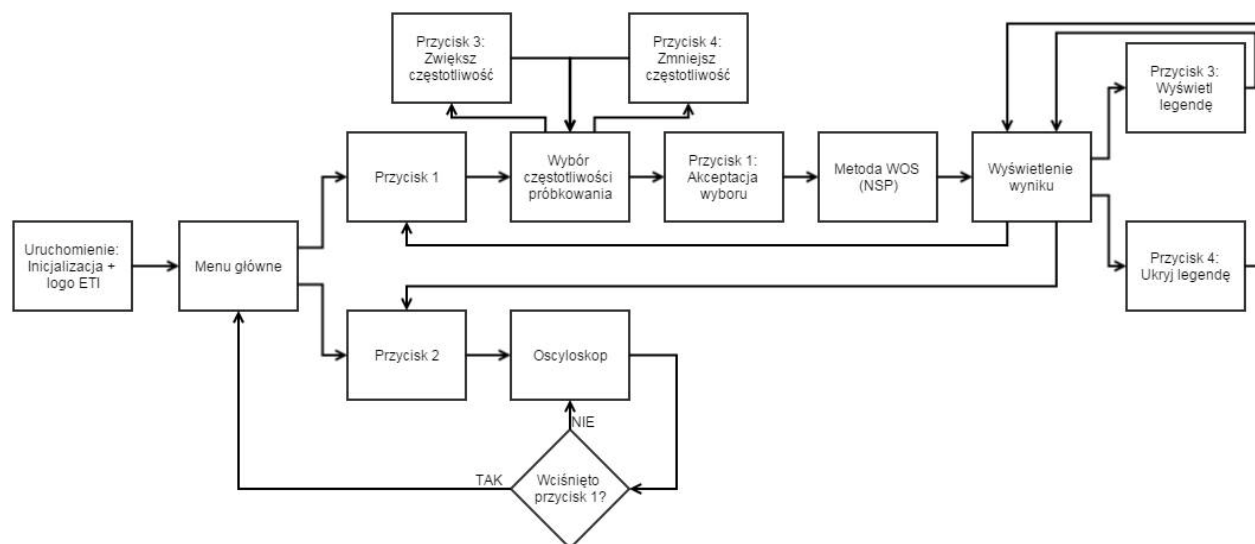 Przycisk 3:
Zwiększ
częstotliwość
Przycisk 4:
Zmniejsz
częstotliwość
Przycisk 3:
Wyświetl
legendę
Przycisk 1
Wybór
częstotliwości
próbkowania
Przycisk 1:
Akceptacja
wyboru
Metoda WOS
(NSP)
Wyświetlenie
wyniku
Uruchomienie:
Inicjalizacja +
logo ETI
Menu główne
Przycisk 4:
Ukryj legendę
Przycisk 2
Oscyloskop
NIE
TAK
Wciśnięto
przycisk 1?